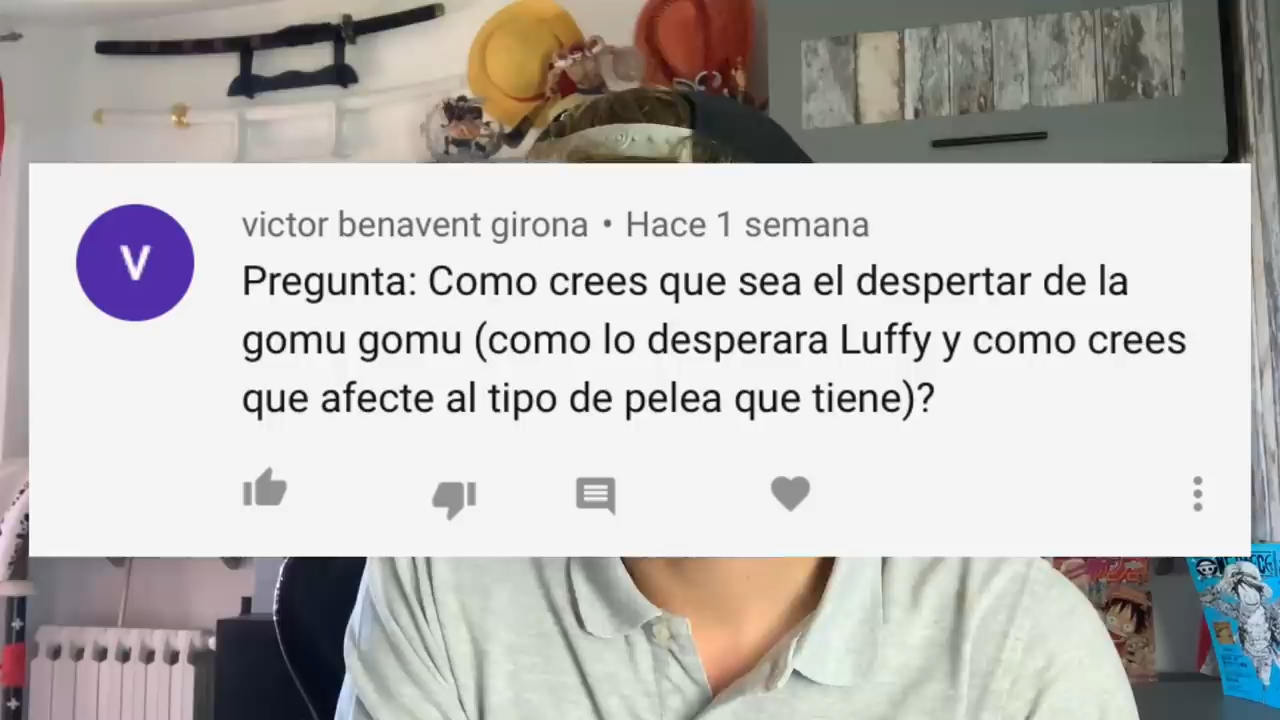 V
victor benavent girona • Hace 1 semana
Pregunta: Como crees que sea el despertar de la
gomu gomu (como lo desperara Luffy y como crees
que afecte al tipo de pelea que tiene)?